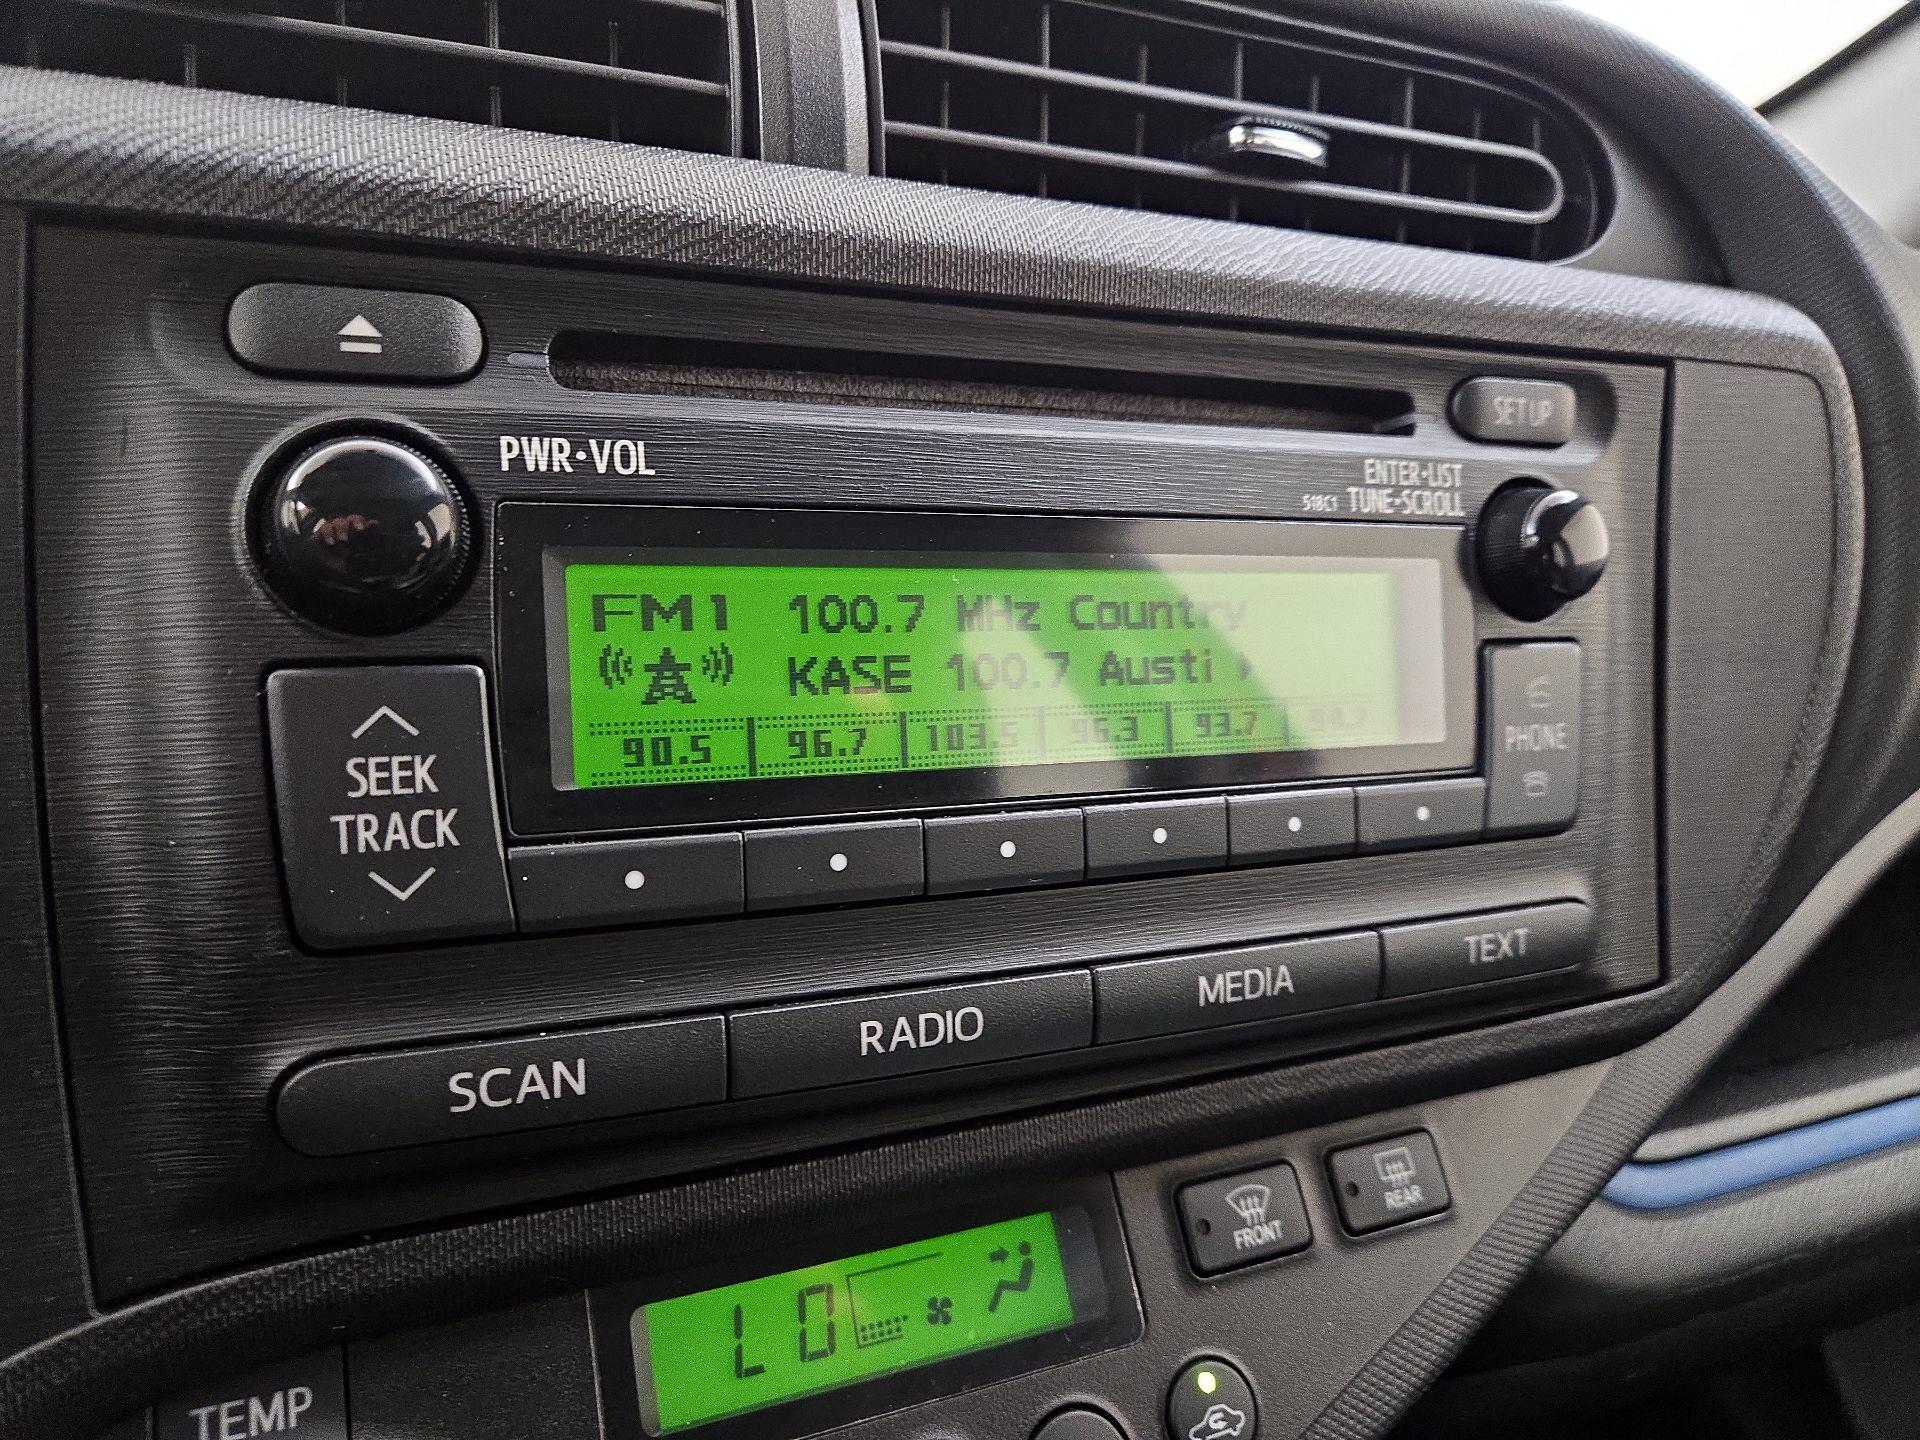 SETUP
PWR•VOL
ENTER•LIST
518C1 TUNE•SCROLL
FM1 100.7 MHz Country
KASE 100.7 Austi
90.5 96.7 103.5 96.3 93.7
SEEK
TRACK
PHONE
SCAN RADIO MEDIA TEXT
FRONT REAR
LO
TEMP